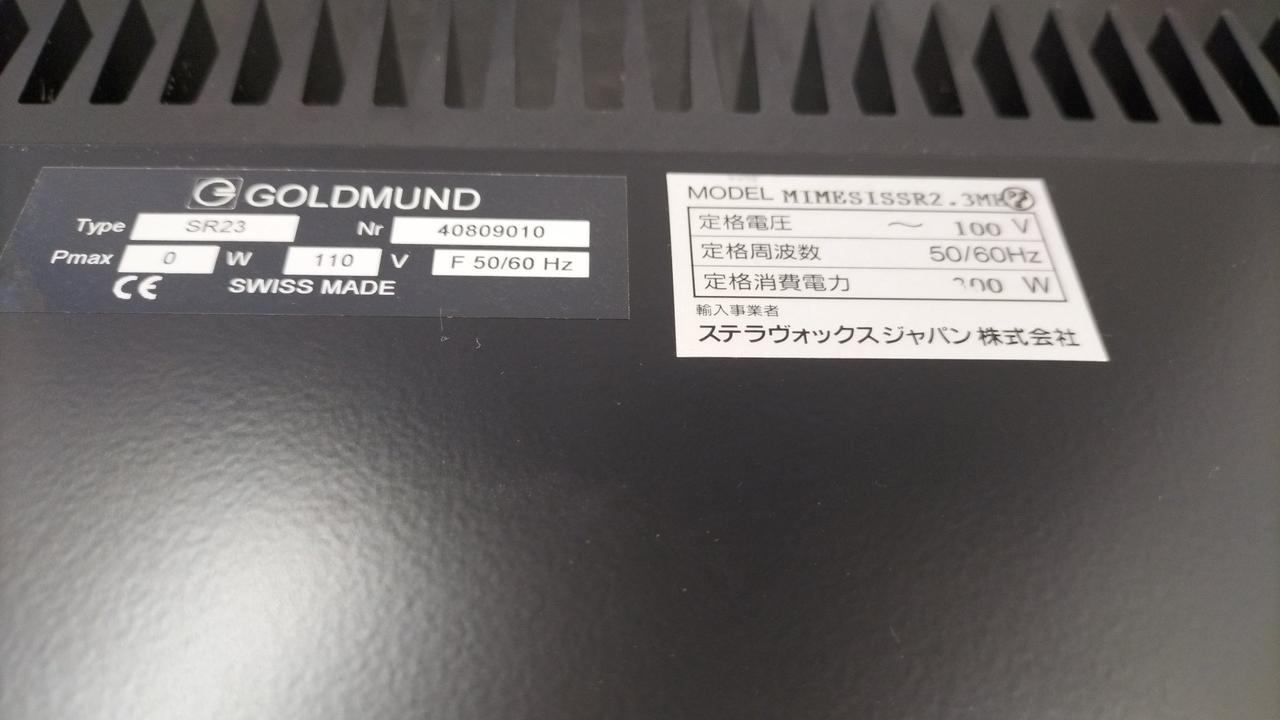 GOLDMUND
Type SR23 Nr 40809010
Pmax 0 W 110 V F 50/60 Hz
CE SWISS MADE
MODEL
定格電圧 〜 100 V
定格周波数 50/60Hz
定格消費電力 W
輸入事業者
ステラヴォックスジャパン株式会社